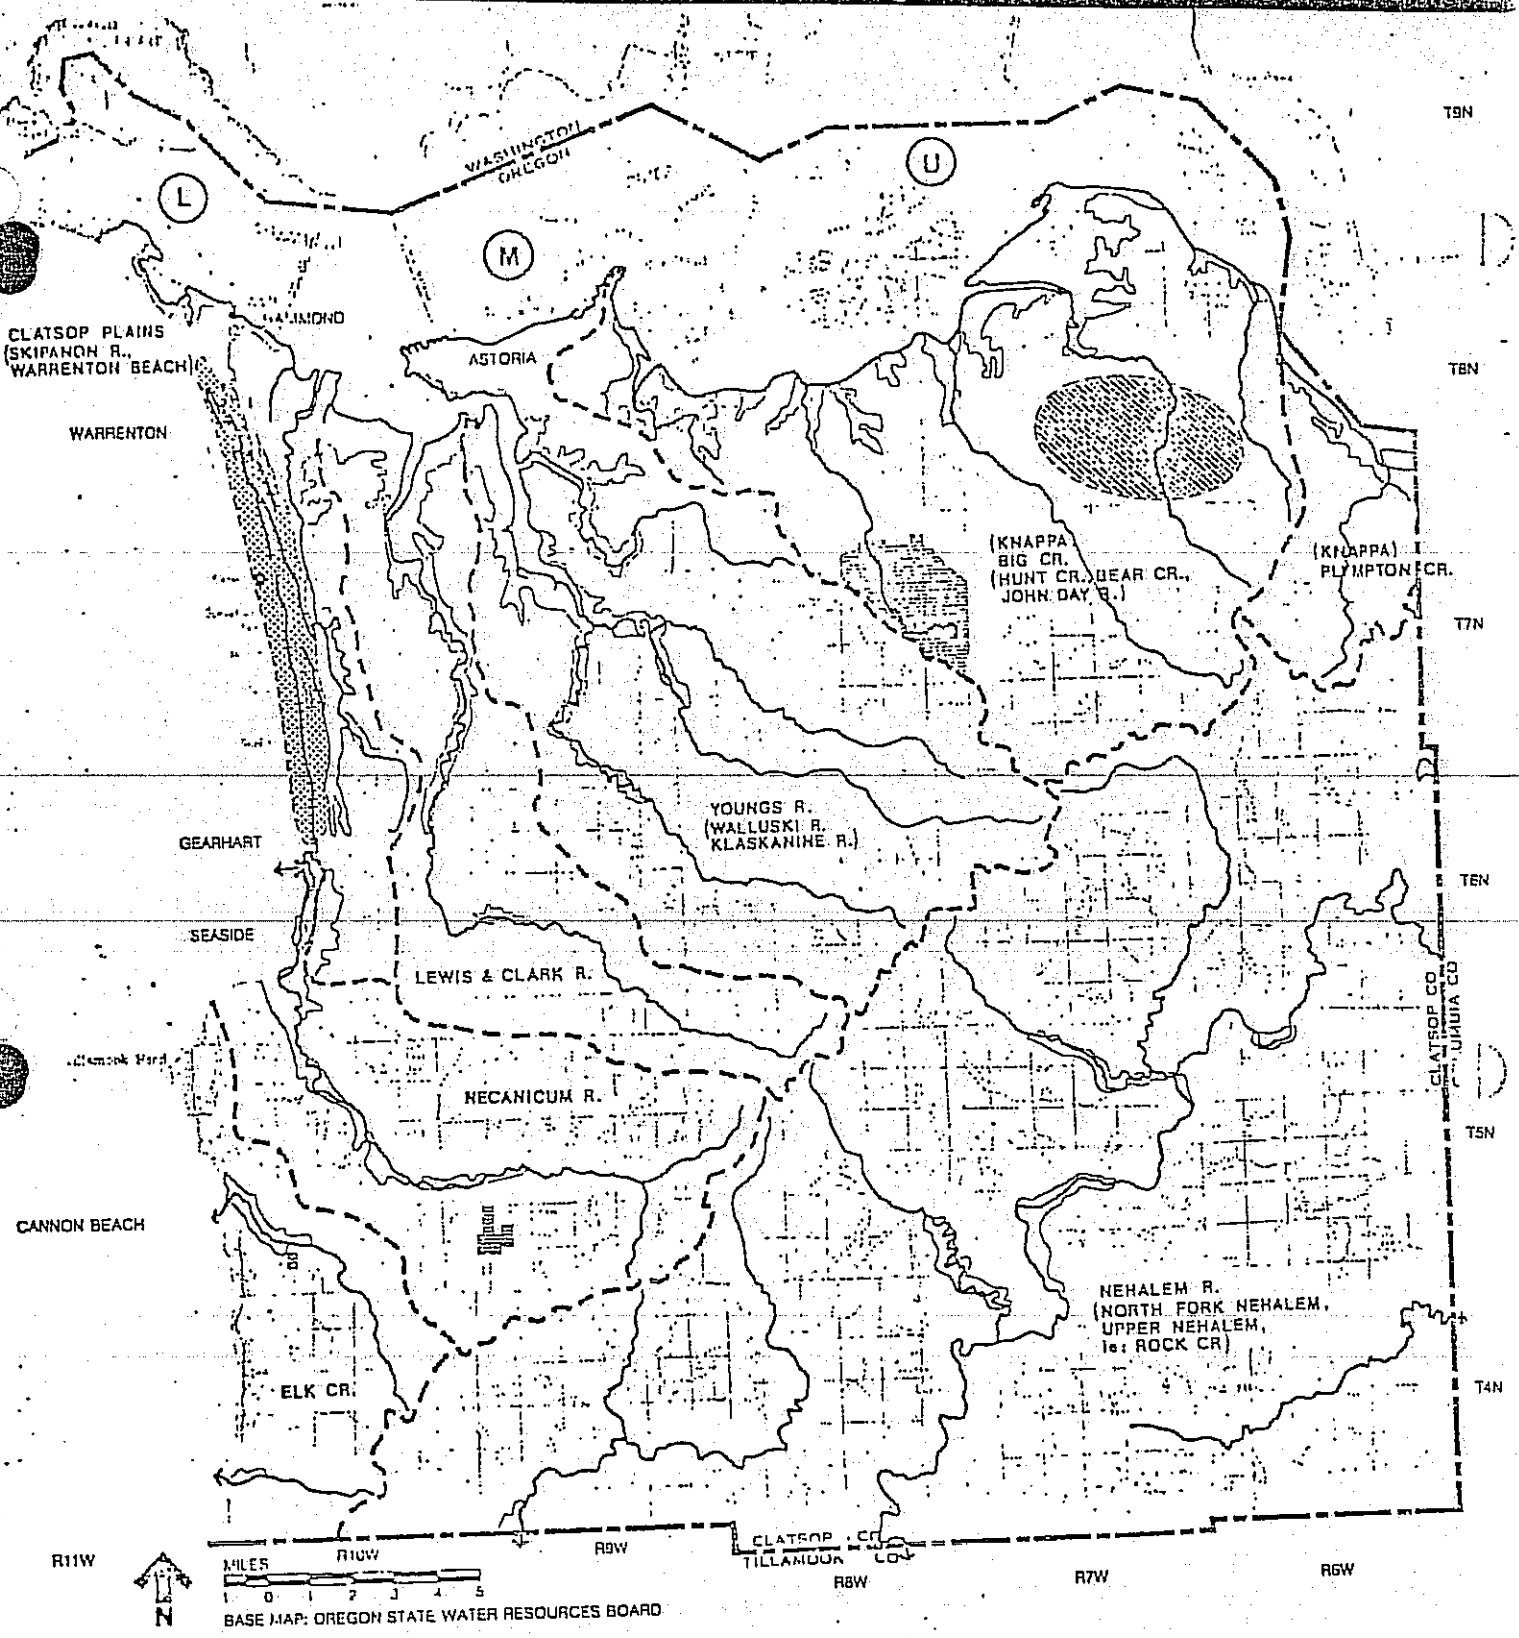 T9N
WASHINGTON
OREGON
L
U
M
HAMMOND
CLATSOP PLAINS
(SKIPANON R.,
WARRENTON BEACH)
ASTORIA
T8N
WARRENTON
(KNAPPA)
BIG CR.
(HUNT CR., BEAR CR.,
JOHN DAY R.)
(KNAPPA)
PLYMPTON CR.
T7N
YOUNGS R.
(WALLUSKI R.
KLASKANINE R.)
GEARHART
T6N
SEASIDE
LEWIS & CLARK R.
CLATSOP CO
NECANICUM R.
T5N
CANNON BEACH
NEHALEM R.
(NORTH FORK NEHALEM,
UPPER NEHALEM,
ie: ROCK CR)
ELK CR.
T4N
CLATSOP CO
TILLAMOOK CO
R11W
R10W
R9W
R8W
R7W
R6W
MILES
1 0 1 2 3 4 5
N
BASE MAP: OREGON STATE WATER RESOURCES BOARD